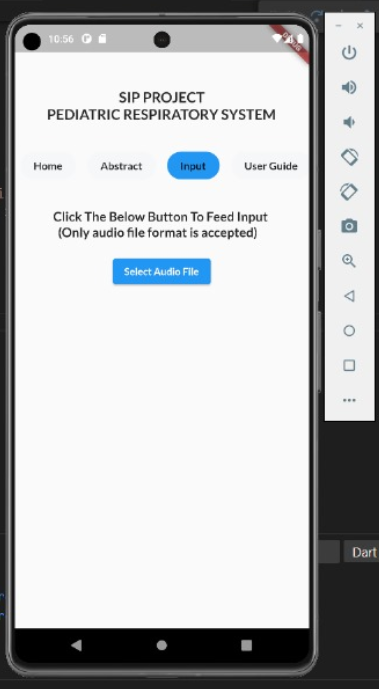 10:56
SIP PROJECT
PEDIATRIC RESPIRATORY SYSTEM
Home Abstract Input User Guide
Click The Below Button To Feed Input
(Only audio file format is accepted)
Select Audio File
Dart